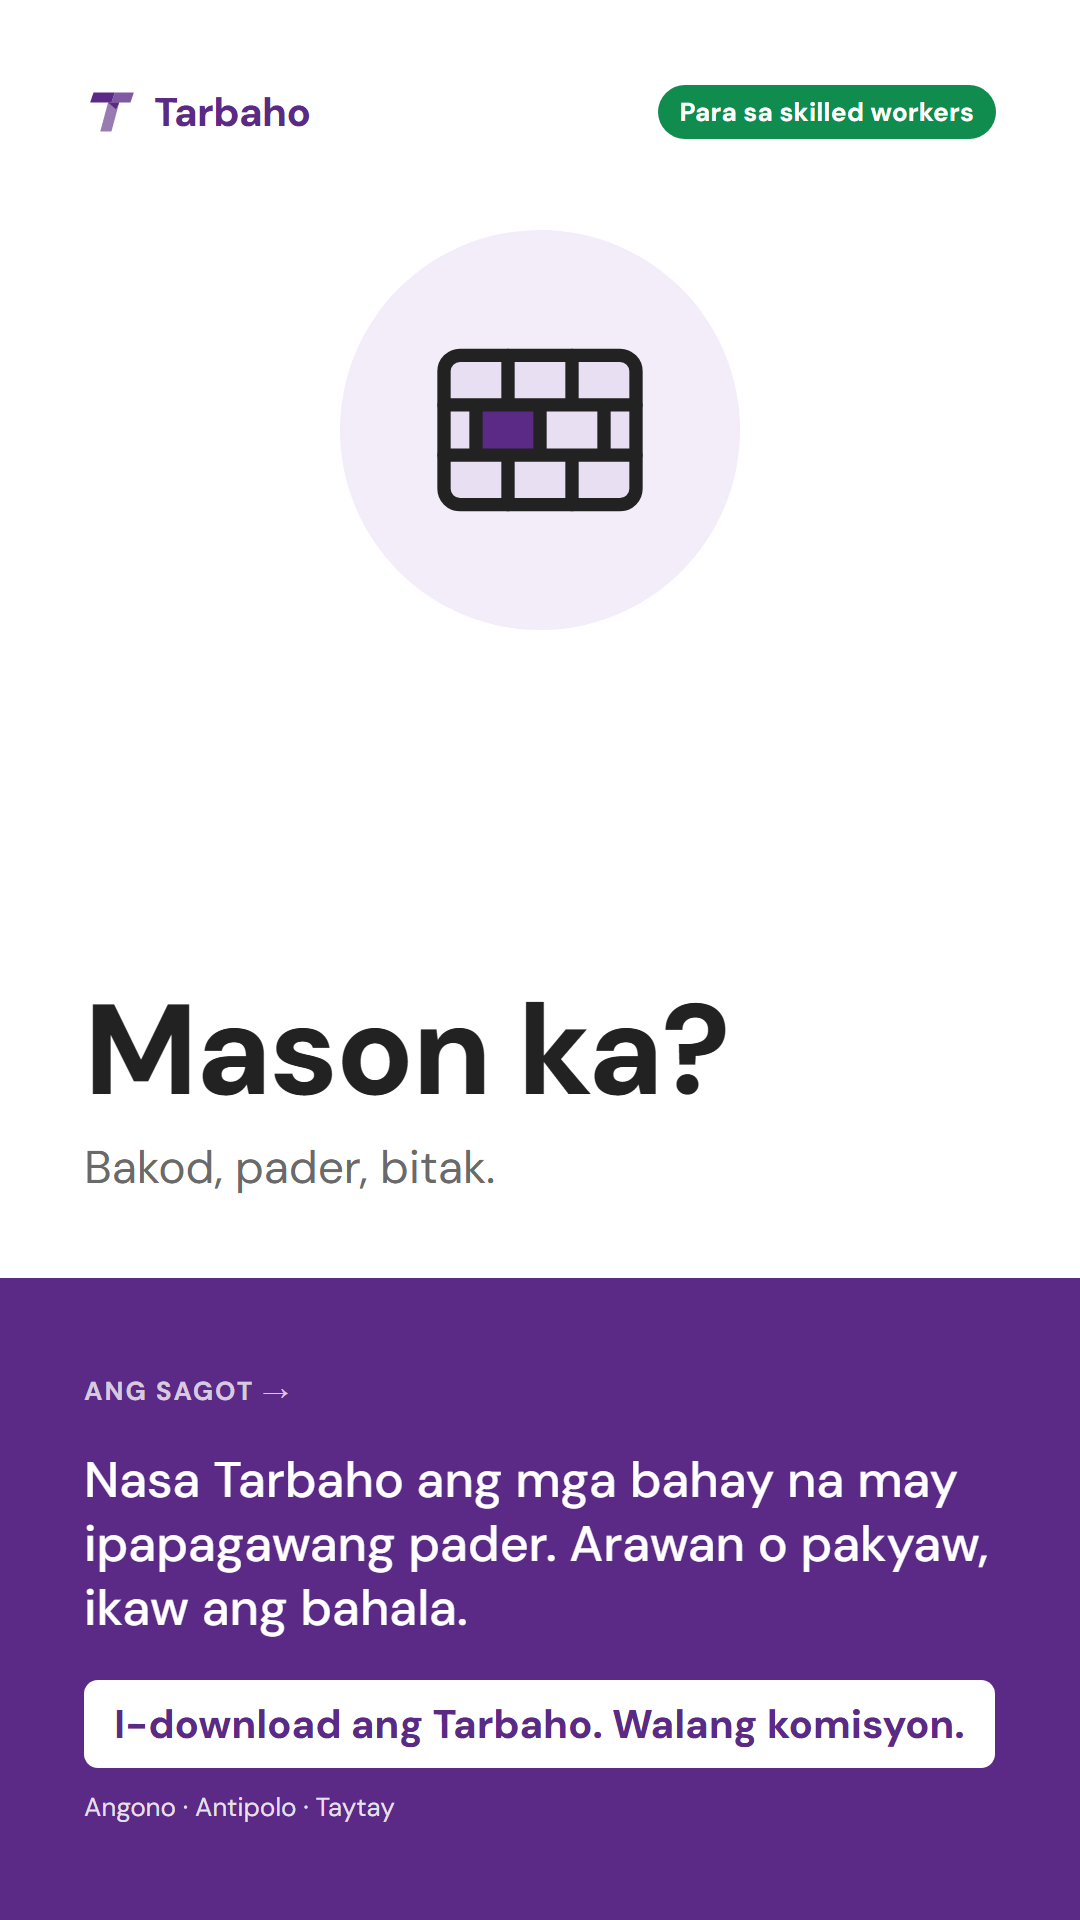 Tarbaho
Para sa skilled workers
Mason ka?
Bakod, pader, bitak.
ANG SAGOT →
Nasa Tarbaho ang mga bahay na may
ipapagawang pader. Arawan o pakyaw,
ikaw ang bahala.
I-download ang Tarbaho. Walang komisyon.
Angono · Antipolo · Taytay